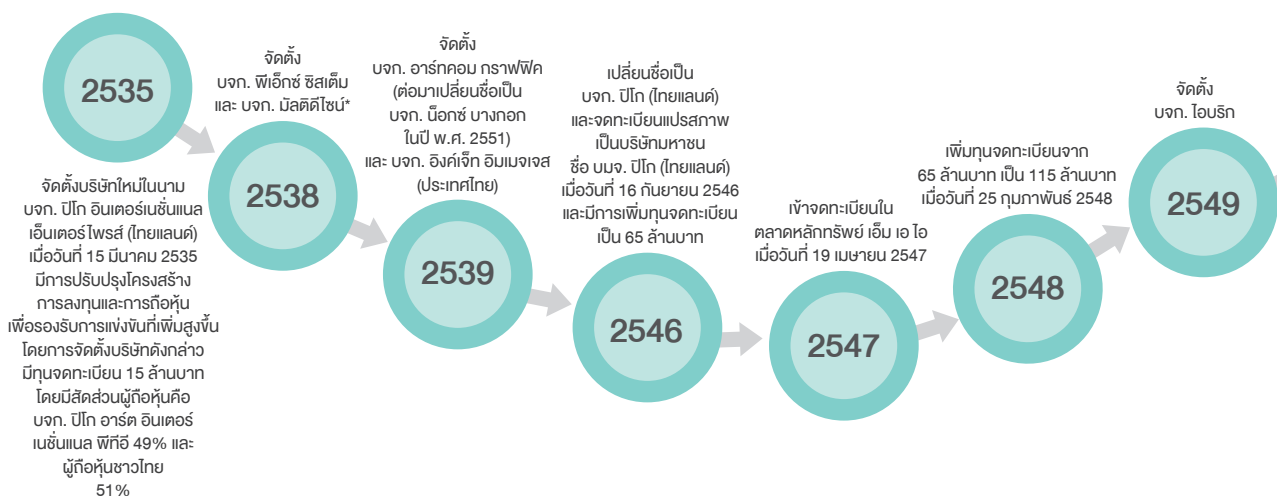 2535
จัดตั้งบริษัทใหม่ในนาม
บจก. ปิโก อินเตอร์เนชั่นแนล
เอ็นเตอร์ไพรส์ (ไทยแลนด์)
เมื่อวันที่ 15 มีนาคม 2535
มีการปรับปรุงโครงสร้าง
การลงทุนและการถือหุ้น
เพื่อรองรับการแข่งขันที่เพิ่มสูงขึ้น
โดยการจัดตั้งบริษัทดังกล่าว
มีทุนจดทะเบียน 15 ล้านบาท
โดยมีสัดส่วนผู้ถือหุ้นคือ
บจก. ปิโก อาร์ต อินเตอร์
เนชั่นแนล พีทีอี 49% และ
ผู้ถือหุ้นชาวไทย
51%
จัดตั้ง
บจก. พีเอ็กซ์ ซิสเต็ม
และ บจก. มัลติดีไซน์*
2538
จัดตั้ง
บจก. อาร์ทคอม กราฟฟิค
(ต่อมาเปลี่ยนชื่อเป็น
บจก. น็อกซ์ บางกอก
ในปี พ.ศ. 2551)
และ บจก. อิงค์เจ็ท อิมเมจเจส
(ประเทศไทย)
2539
เปลี่ยนชื่อเป็น
บจก. ปิโก (ไทยแลนด์)
และจดทะเบียนแปรสภาพ
เป็นบริษัทมหาชน
ชื่อ บมจ. ปิโก (ไทยแลนด์)
เมื่อวันที่ 16 กันยายน 2546
และมีการเพิ่มทุนจดทะเบียน
เป็น 65 ล้านบาท
2546
เข้าจดทะเบียนใน
ตลาดหลักทรัพย์ เอ็ม เอ ไอ
เมื่อวันที่ 19 เมษายน 2547
2547
เพิ่มทุนจดทะเบียนจาก
65 ล้านบาท เป็น 115 ล้านบาท
เมื่อวันที่ 25 กุมภาพันธ์ 2548
2548
จัดตั้ง
บจก. ไอบริก
2549